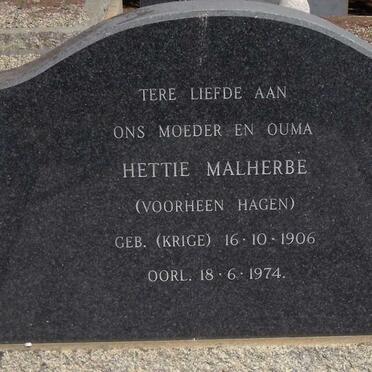 TERE LIEFDE AAN
ONS MOEDER EN OUMA
HETTIE MALHERBE
(VOORHEEN HAGEN)
GEB. (KRIGE) 16·10·1906
OORL. 18·6·1974.